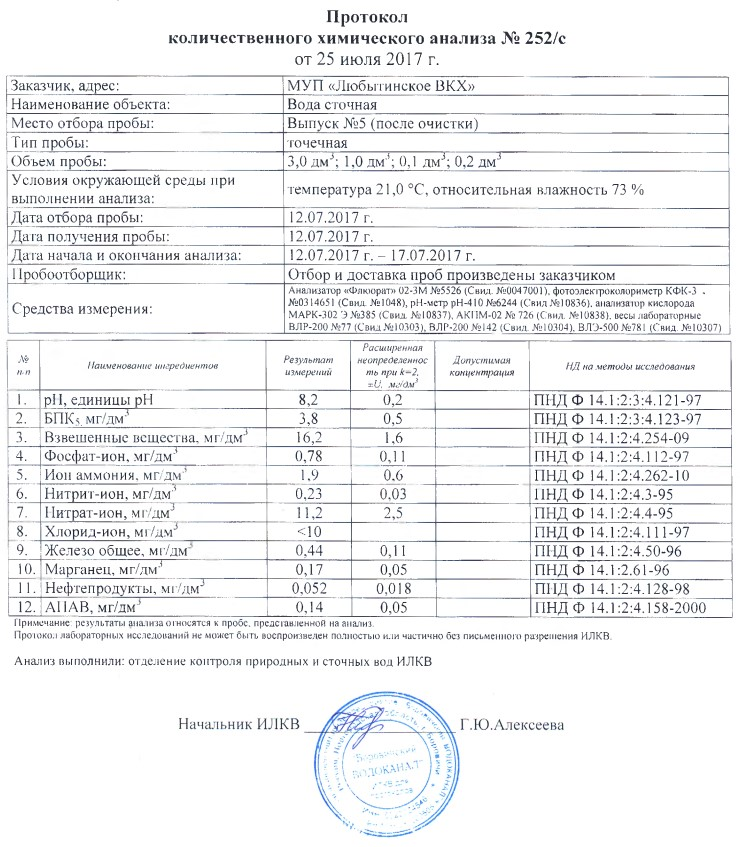 Протокол
количественного химического анализа № 252/с
от 25 июля 2017 г.
Заказчик, адрес: МУП «Любытинское ВКХ»
Наименование объекта: Вода сточная
Место отбора пробы: Выпуск №5 (после очистки)
Тип пробы: точечная
Объем пробы: 3,0 дм³; 1,0 дм³; 0,1 дм³; 0,2 дм³
Условия окружающей среды при
выполнении анализа: температура 21,0 °С, относительная влажность 73 %
Дата отбора пробы: 12.07.2017 г.
Дата получения пробы: 12.07.2017 г.
Дата начала и окончания анализа: 12.07.2017 г. – 17.07.2017 г.
Пробоотборщик: Отбор и доставка проб произведены заказчиком
Средства измерения:
Анализатор «Флюорат» 02-3М №5526 (Свид. №0047001), фотоэлектроколориметр КФК-3
№0314651 (Свид. №1048), рН-метр рН-410 №6244 (Свид №10836), анализатор кислорода
МАРК-302 Э №385 (Свид. №10837), АКПМ-02 № 726 (Свид. №10838), весы лабораторные
ВЛР-200 №77 (Свид №10303), ВЛР-200 №142 (Свид. №10304), ВЛЭ-500 №781 (Свид. №10307)
№ п-п Наименование ингредиентов Результат измерений Расширенная неопределенность при k=2, ±U, мг/дм³ Допустимая концентрация НД на методы исследования
1. рН, единицы рН 8,2 0,2 ПНД Ф 14.1:2:3:4.121-97
2. БПК₅, мг/дм³ 3,8 0,5 ПНД Ф 14.1:2:3:4.123-97
3. Взвешенные вещества, мг/дм³ 16,2 1,6 ПНД Ф 14.1:2:4.254-09
4. Фосфат-ион, мг/дм³ 0,78 0,11 ПНД Ф 14.1:2:4.112-97
5. Ион аммония, мг/дм³ 1,9 0,6 ПНД Ф 14.1:2:4.262-10
6. Нитрит-ион, мг/дм³ 0,23 0,03 ПНД Ф 14.1:2:4.3-95
7. Нитрат-ион, мг/дм³ 11,2 2,5 ПНД Ф 14.1:2:4.4-95
8. Хлорид-ион, мг/дм³ <10 ПНД Ф 14.1:2:4.111-97
9. Железо общее, мг/дм³ 0,44 0,11 ПНД Ф 14.1:2:4.50-96
10. Марганец, мг/дм³ 0,17 0,05 ПНД Ф 14.1:2.61-96
11. Нефтепродукты, мг/дм³ 0,052 0,018 ПНД Ф 14.1:2:4.128-98
12. АПАВ, мг/дм³ 0,14 0,05 ПНД Ф 14.1:2:4.158-2000
Примечание: результаты анализа относятся к пробе, представленной на анализ.
Протокол лабораторных исследований не может быть воспроизведен полностью или частично без письменного разрешения ИЛКВ.
Анализ выполнили: отделение контроля природных и сточных вод ИЛКВ
Начальник ИЛКВ Г.Ю.Алексеева
Боровичский
ВОДОКАНАЛ